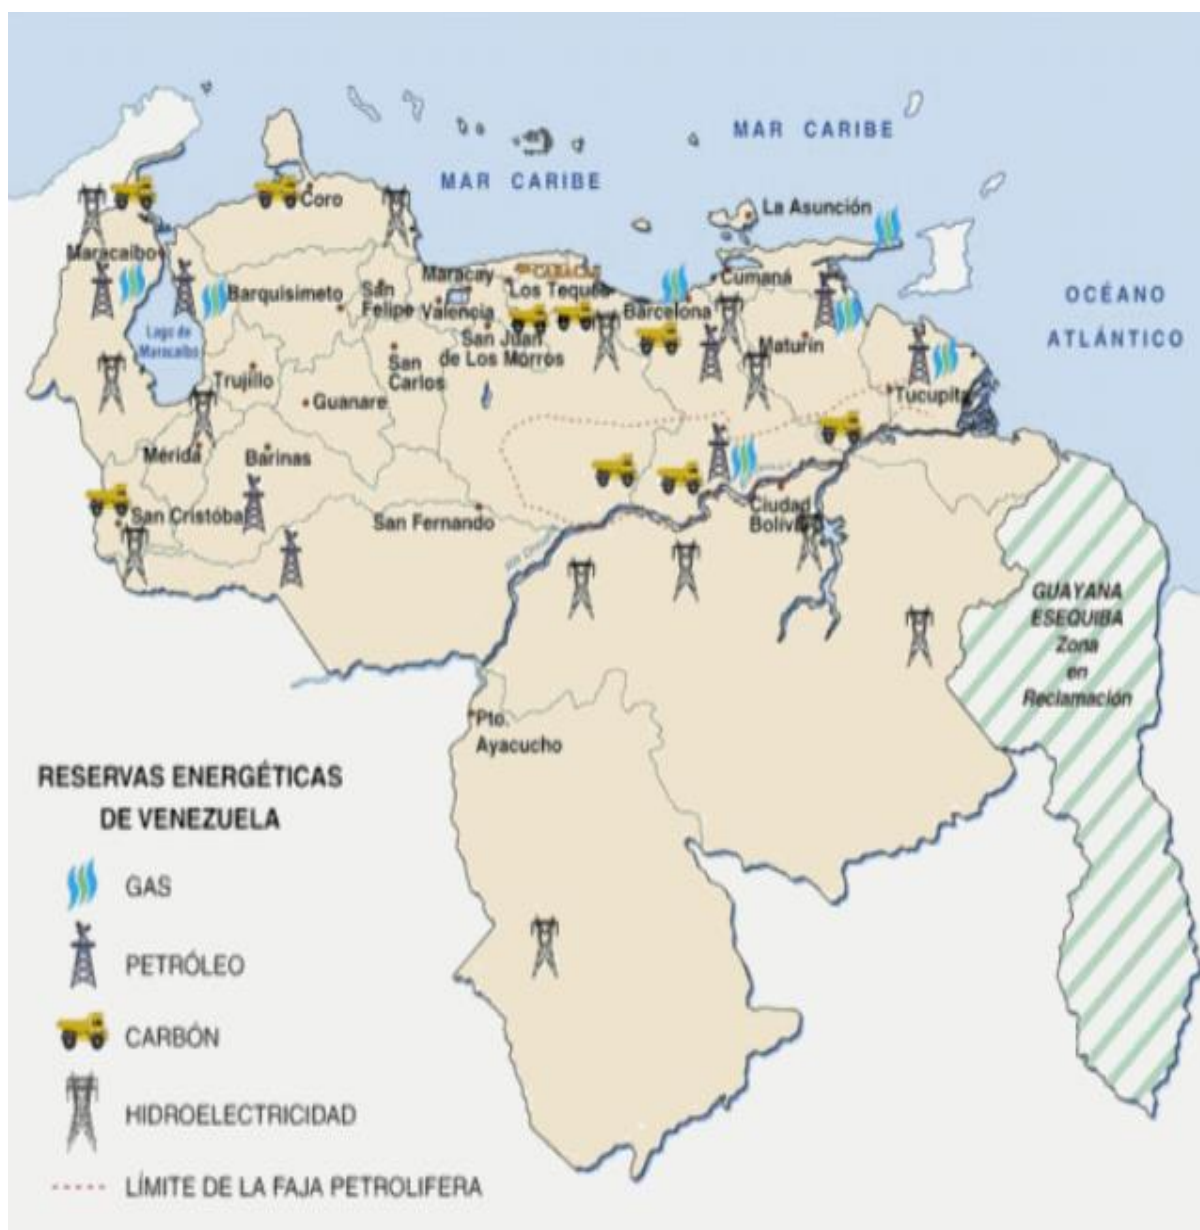 MAR CARIBE
MAR CARIBE
OCÉANO
ATLÁNTICO
La Asunción
Coro
Maracaibo
Maracay
CARACAS
Cumaná
Barquisimeto
San
Felipe
Valencia
Los Teques
Barcelona
Lago de
Maracaibo
San Juan
de Los Morros
Maturín
San
Carlos
Trujillo
Guanare
Tucupita
Mérida
Barinas
San Cristóbal
San Fernando
Ciudad
Bolívar
Río
GUAYANA
ESEQUIBA
Zona
en
Reclamación
Pto.
Ayacucho
RESERVAS ENERGÉTICAS
DE VENEZUELA
GAS
PETRÓLEO
CARBÓN
HIDROELECTRICIDAD
LÍMITE DE LA FAJA PETROLIFERA